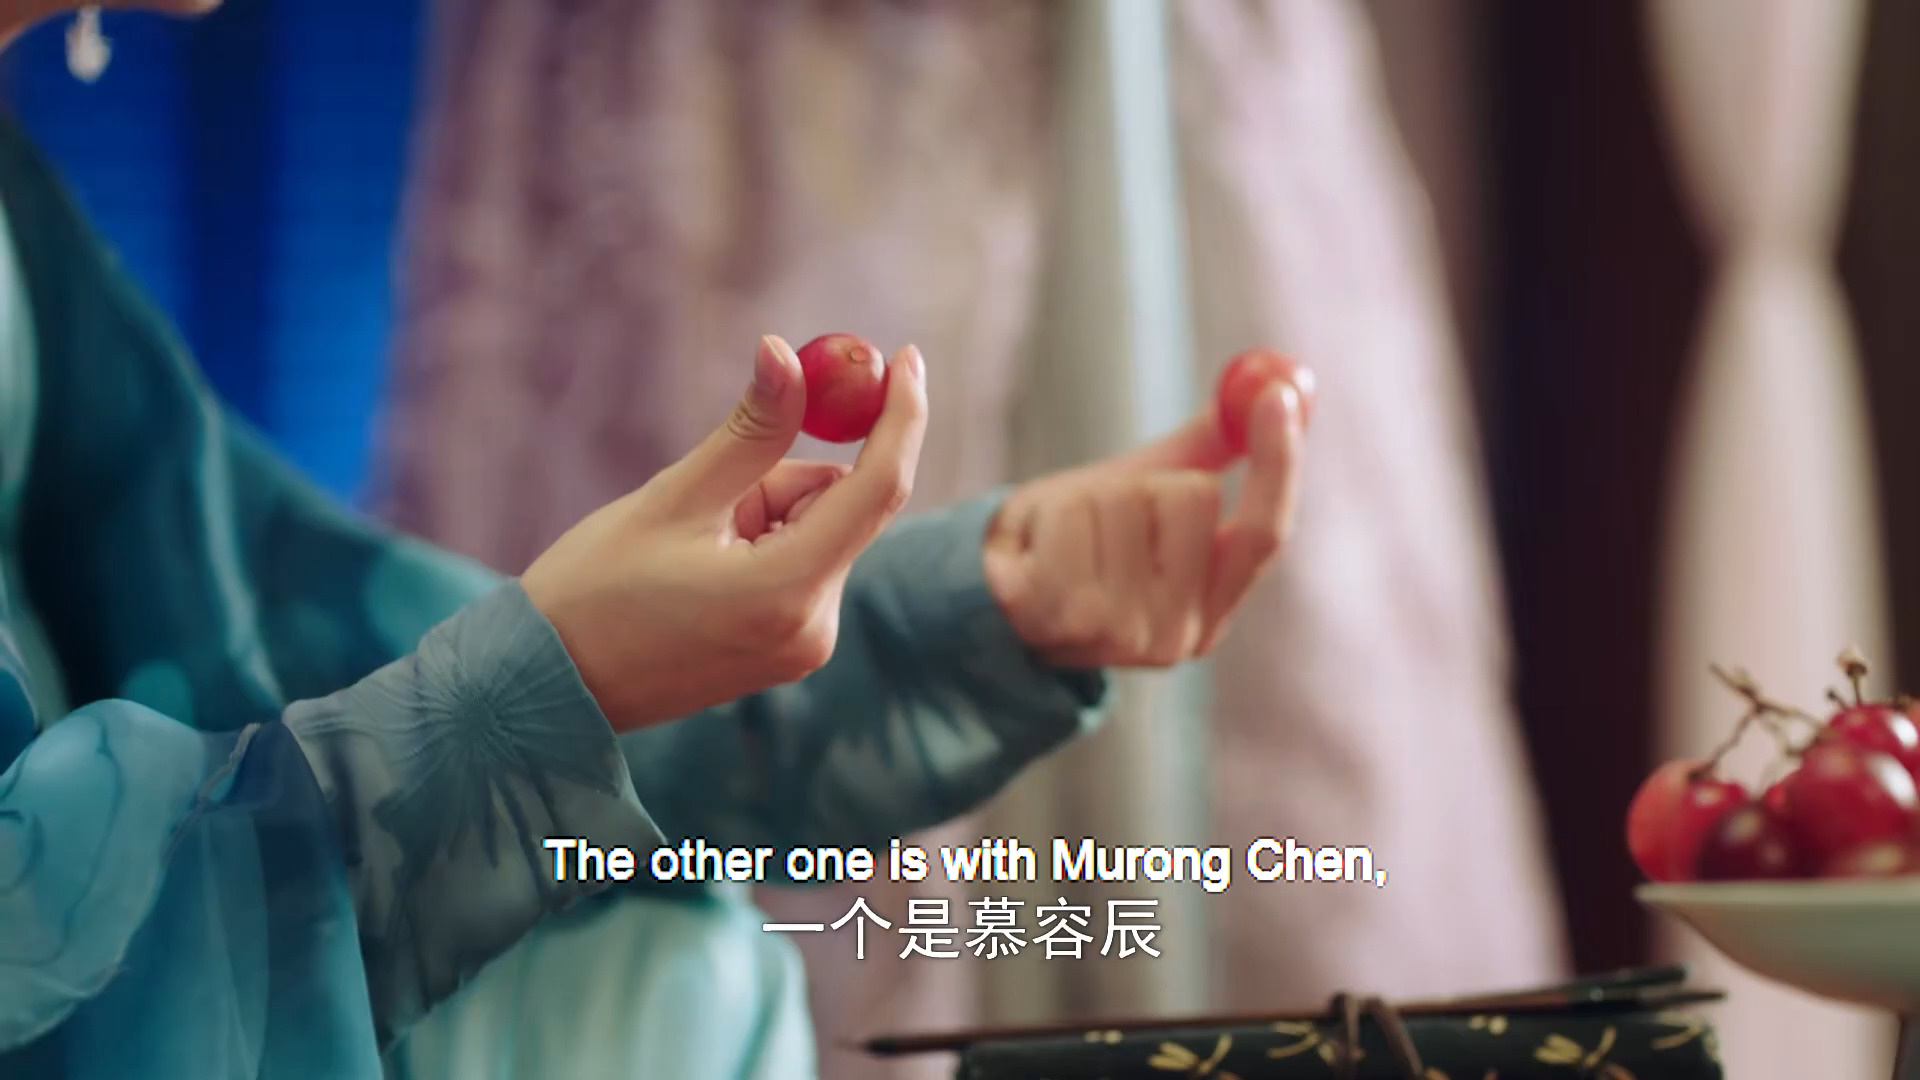 The other one is with Murong Chen,
一个是慕容辰